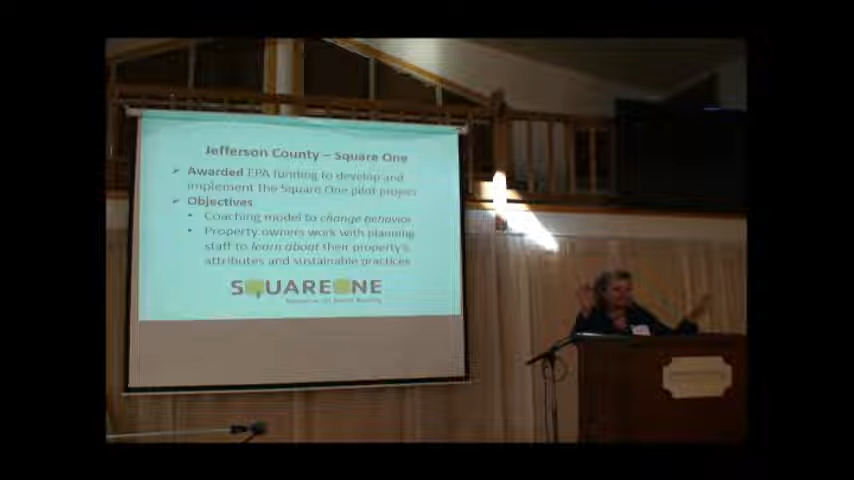 Jefferson County – Square One
➢ Awarded EPA funding to develop and
implement the Square One pilot project
➢ Objectives
• Coaching model to change behavior
• Property owners work with planning
staff to learn about their property's
attributes and sustainable practices
SQUAREONE